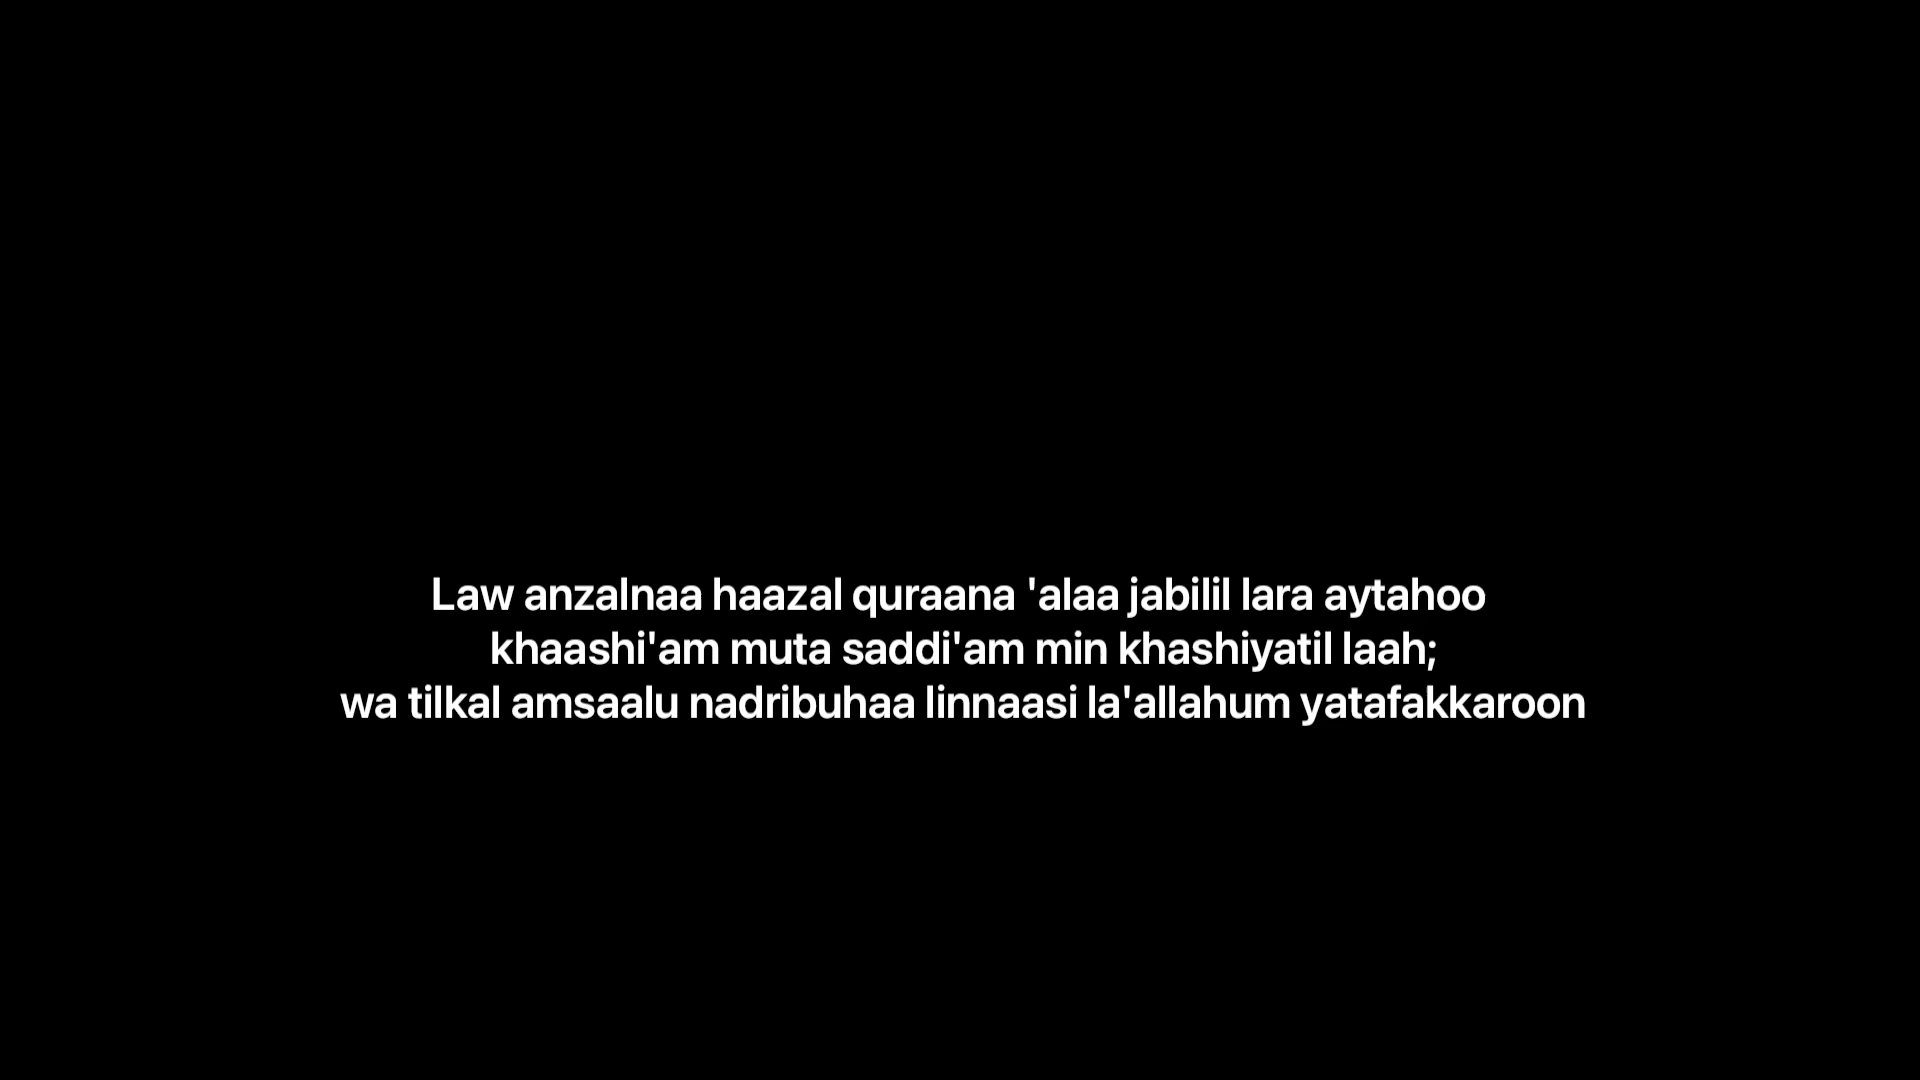 Law anzalnaa haazal quraana 'alaa jabilil lara aytahoo
khaashi'am muta saddi'am min khashiyatil laah;
wa tilkal amsaalu nadribuhaa linnaasi la'allahum yatafakkaroon